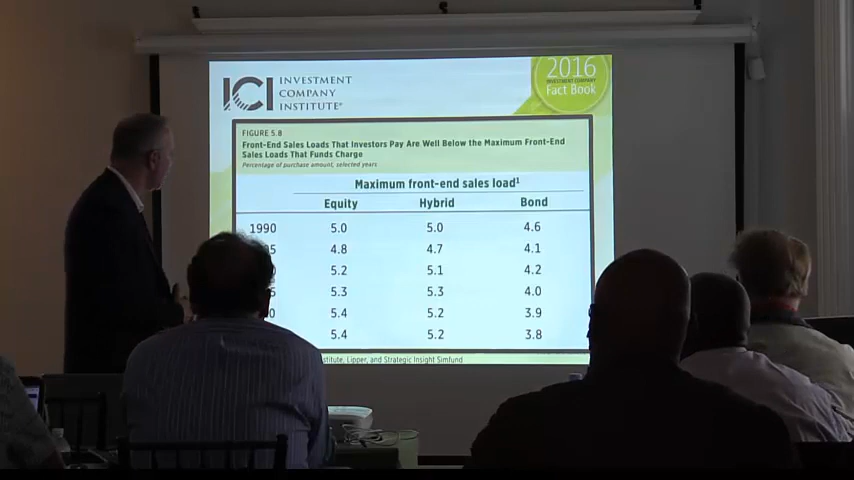 ICI INVESTMENT
COMPANY
INSTITUTE®
2016
INVESTMENT COMPANY
Fact Book
FIGURE 5.8
Front-End Sales Loads That Investors Pay Are Well Below the Maximum Front-End
Sales Loads That Funds Charge
Percentage of purchase amount, selected years
Maximum front-end sales load¹
Equity Hybrid Bond
1990 5.0 5.0 4.6
5 4.8 4.7 4.1
5.2 5.1 4.2
5.3 5.3 4.0
0 5.4 5.2 3.9
5.4 5.2 3.8
Lipper, and Strategic Insight Simfund